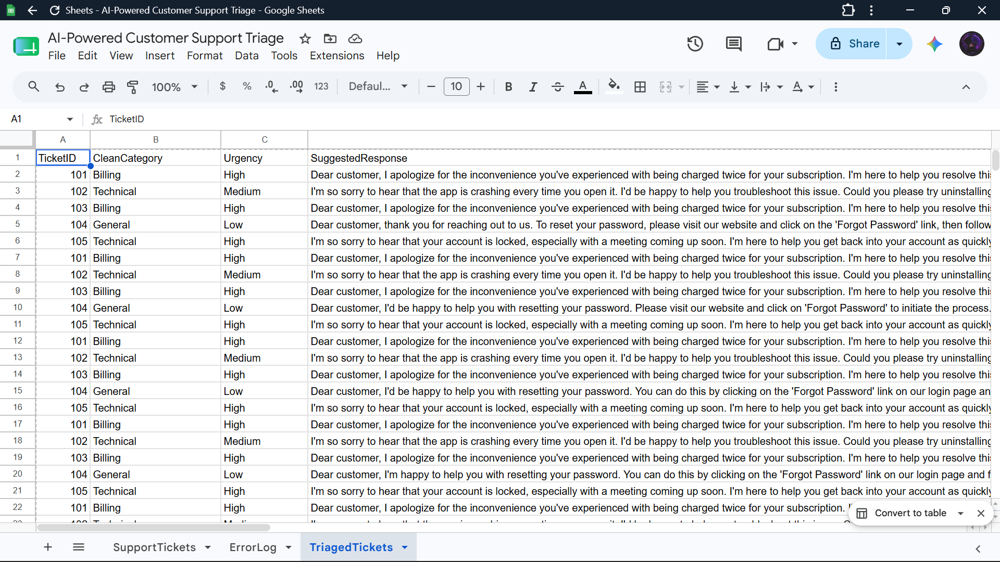 Sheets - AI-Powered Customer Support Triage - Google Sheets
AI-Powered Customer Support Triage
File Edit View Insert Format Data Tools Extensions Help
Share
100% $ % .0 .00 123 Defaul... 10 B I A
A1 fx TicketID
A B C
1 TicketID CleanCategory Urgency SuggestedResponse
2 101 Billing High Dear customer, I apologize for the inconvenience you've experienced with being charged twice for your subscription. I'm here to help you resolve this
3 102 Technical Medium I'm so sorry to hear that the app is crashing every time you open it. I'd be happy to help you troubleshoot this issue. Could you please try uninstalling
4 103 Billing High Dear customer, I apologize for the inconvenience you've experienced with being charged twice for your subscription. I'm here to help you resolve this
5 104 General Low Dear customer, thank you for reaching out to us. To reset your password, please visit our website and click on the 'Forgot Password' link, then follow
6 105 Technical High I'm so sorry to hear that your account is locked, especially with a meeting coming up soon. I'm here to help you get back into your account as quickly
7 101 Billing High Dear customer, I apologize for the inconvenience you've experienced with being charged twice for your subscription. I'm here to help you resolve this
8 102 Technical Medium I'm so sorry to hear that the app is crashing every time you open it. I'd be happy to help you troubleshoot this issue. Could you please try uninstalling
9 103 Billing High Dear customer, I apologize for the inconvenience you've experienced with being charged twice for your subscription. I'm here to help you resolve this
10 104 General Low Dear customer, I'd be happy to help you with resetting your password. Please visit our website and click on 'Forgot Password' to initiate the process.
11 105 Technical High I'm so sorry to hear that your account is locked, especially with a meeting coming up soon. I'm here to help you get back into your account as quickly
12 101 Billing High Dear customer, I apologize for the inconvenience you've experienced with being charged twice for your subscription. I'm here to help you resolve this
13 102 Technical Medium I'm so sorry to hear that the app is crashing every time you open it. I'd be happy to help you troubleshoot this issue. Could you please try uninstalling
14 103 Billing High Dear customer, I apologize for the inconvenience you've experienced with being charged twice for your subscription. I'm here to help you resolve this
15 104 General Low Dear customer, I'd be happy to help you with resetting your password. You can do this by clicking on the 'Forgot Password' link on our login page an
16 105 Technical High I'm so sorry to hear that your account is locked, especially with a meeting coming up soon. I'm here to help you get back into your account as quickly
17 101 Billing High Dear customer, I apologize for the inconvenience you've experienced with being charged twice for your subscription. I'm here to help you resolve this
18 102 Technical Medium I'm so sorry to hear that the app is crashing every time you open it. I'd be happy to help you troubleshoot this issue. Could you please try uninstalling
19 103 Billing High Dear customer, I apologize for the inconvenience you've experienced with being charged twice for your subscription. I'm here to help you resolve this
20 104 General Low Dear customer, I'm happy to help you with resetting your password. You can do this by clicking on the 'Forgot Password' link on our login page and f
21 105 Technical High I'm so sorry to hear that your account is locked, especially with a meeting coming up soon. I'm here to help you get back into your account as quickly
22 101 Billing High Dear customer, I apologize for the inconvenience you've experienced with being charged twice for your subscription.
Convert to table
SupportTickets ErrorLog TriagedTickets